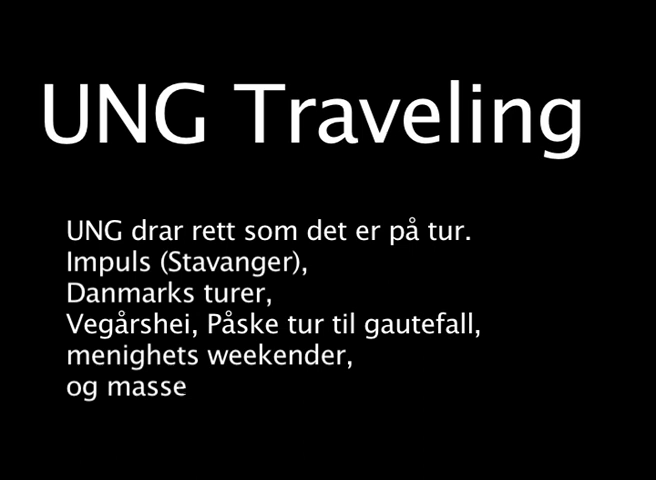 UNG Traveling
UNG drar rett som det er på tur.
Impuls (Stavanger),
Danmarks turer,
Vegårshei, Påske tur til gautefall,
menighets weekender,
og masse